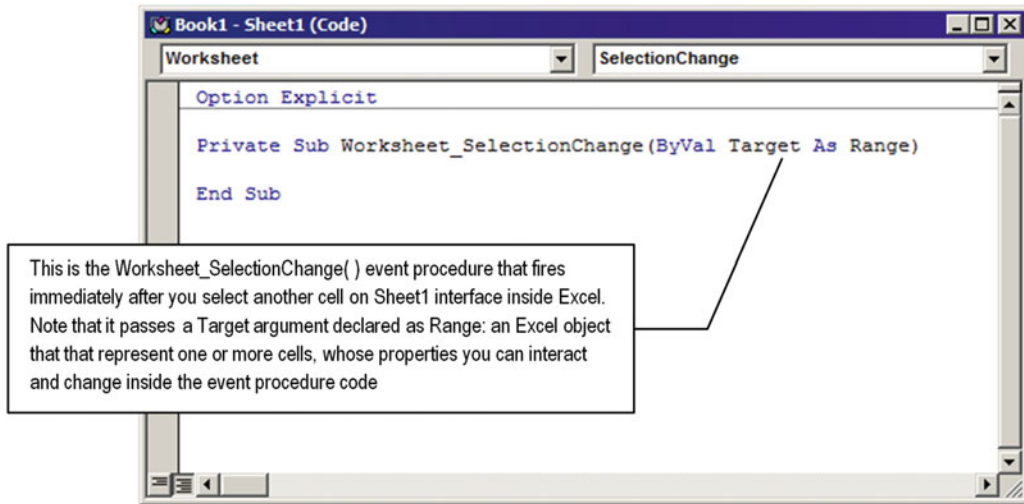 Book1 - Sheet1 (Code)
Worksheet
SelectionChange
Option Explicit
Private Sub Worksheet_SelectionChange(ByVal Target As Range)
End Sub
This is the Worksheet_SelectionChange( ) event procedure that fires
immediately after you select another cell on Sheet1 interface inside Excel.
Note that it passes a Target argument declared as Range: an Excel object
that that represent one or more cells, whose properties you can interact
and change inside the event procedure code